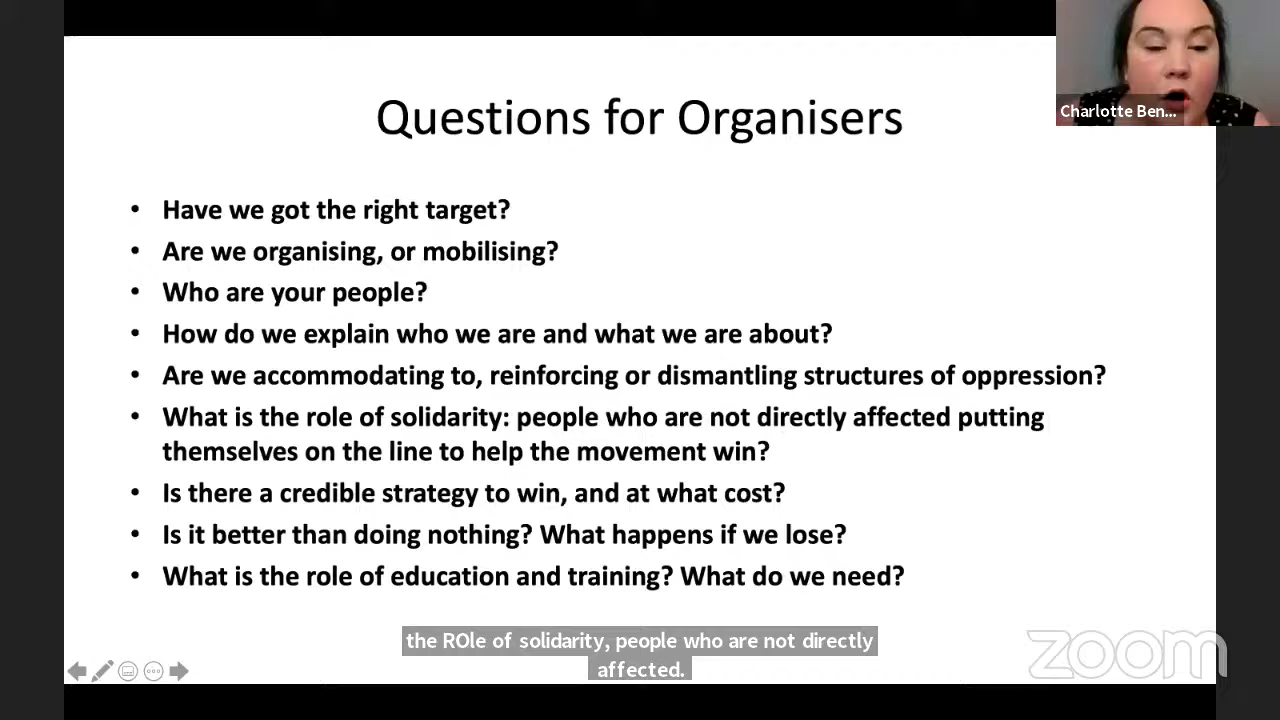 Questions for Organisers
Charlotte Ben...
• Have we got the right target?
• Are we organising, or mobilising?
• Who are your people?
• How do we explain who we are and what we are about?
• Are we accommodating to, reinforcing or dismantling structures of oppression?
• What is the role of solidarity: people who are not directly affected putting
themselves on the line to help the movement win?
• Is there a credible strategy to win, and at what cost?
• Is it better than doing nothing? What happens if we lose?
• What is the role of education and training? What do we need?
the ROle of solidarity, people who are not directly
affected.
zoom